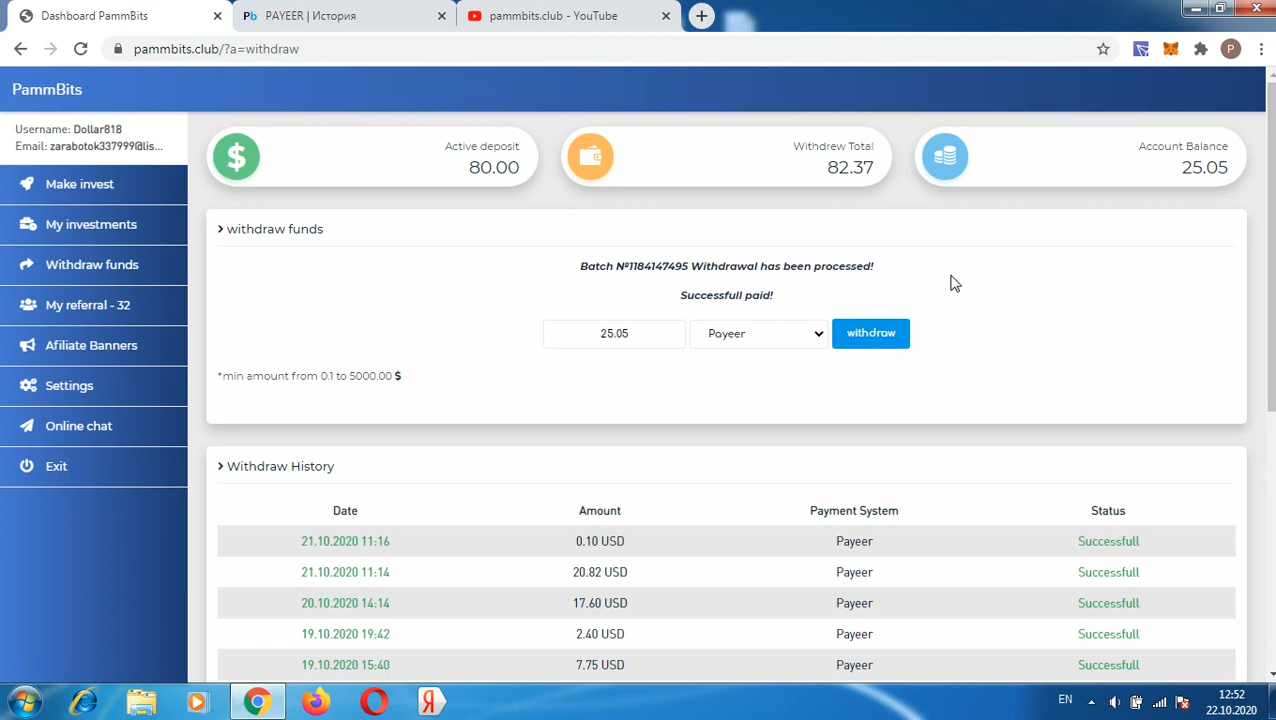 Dashboard PammBits
PAYEER | История
pammbits.club - YouTube
pammbits.club/?a=withdraw
P
PammBits
Username: Dollar818
Email: zarabotok337999@lis...
Make invest
My investments
Withdraw funds
My referral - 32
Afiliate Banners
Settings
Online chat
Exit
Active deposit
80.00
Withdrew Total
82.37
Account Balance
25.05
withdraw funds
Batch №1184147495 Withdrawal has been processed!
Successfull paid!
25.05 Payeer withdraw
*min amount from 0.1 to 5000.00 $
Withdraw History
Date Amount Payment System Status
21.10.2020 11:16 0.10 USD Payeer Successfull
21.10.2020 11:14 20.82 USD Payeer Successfull
20.10.2020 14:14 17.60 USD Payeer Successfull
19.10.2020 19:42 2.40 USD Payeer Successfull
19.10.2020 15:40 7.75 USD Payeer Successfull
EN
12:52
22.10.2020